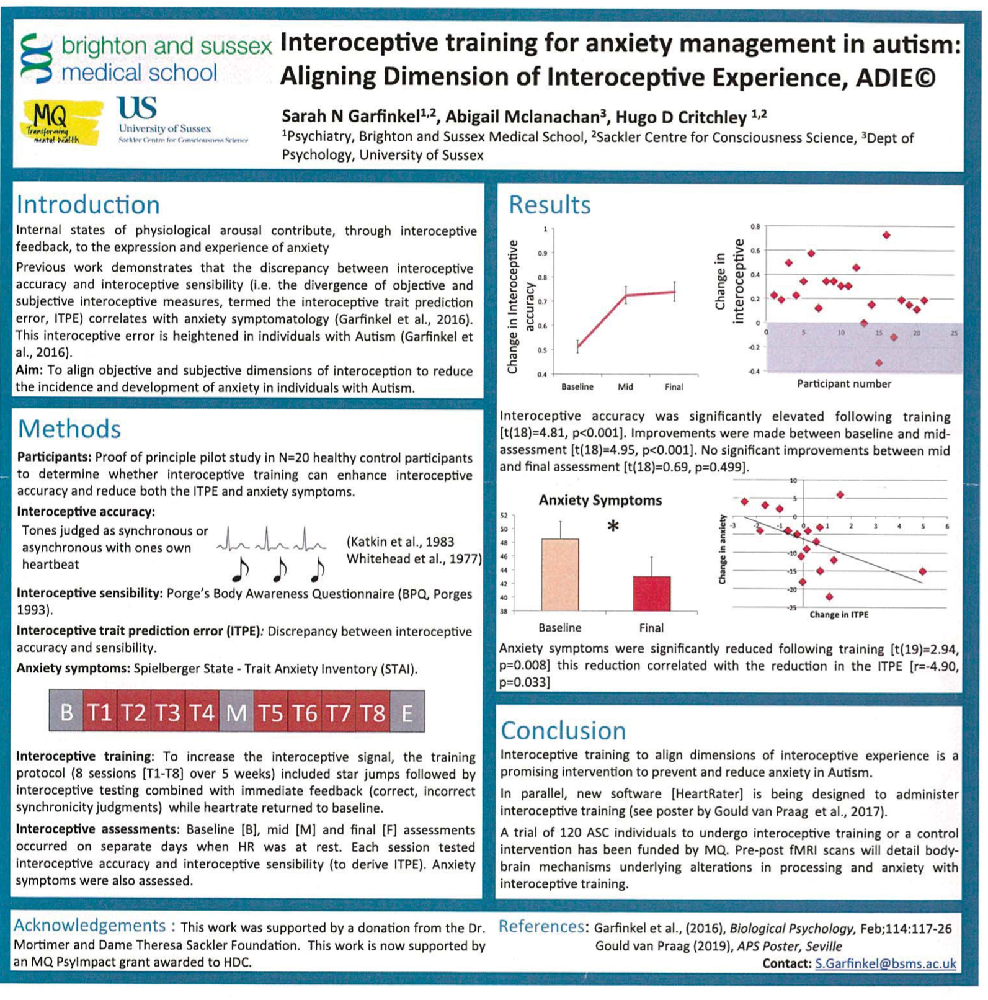 brighton and sussex
medical school
MQ
Transforming
mental health
US
University of Sussex
Sackler Centre for Consciousness Science
Interoceptive training for anxiety management in autism:
Aligning Dimension of Interoceptive Experience, ADIE©
Sarah N Garfinkel1,2, Abigail Mclanachan3, Hugo D Critchley 1,2
1Psychiatry, Brighton and Sussex Medical School, 2Sackler Centre for Consciousness Science, 3Dept of
Psychology, University of Sussex
Introduction
Internal states of physiological arousal contribute, through interoceptive
feedback, to the expression and experience of anxiety
Previous work demonstrates that the discrepancy between interoceptive
accuracy and interoceptive sensibility (i.e. the divergence of objective and
subjective interoceptive measures, termed the interoceptive trait prediction
error, ITPE) correlates with anxiety symptomatology (Garfinkel et al., 2016).
This interoceptive error is heightened in individuals with Autism (Garfinkel et
al., 2016).
Aim: To align objective and subjective dimensions of interoception to reduce
the incidence and development of anxiety in individuals with Autism.
Methods
Participants: Proof of principle pilot study in N=20 healthy control participants
to determine whether interoceptive training can enhance interoceptive
accuracy and reduce both the ITPE and anxiety symptoms.
Interoceptive accuracy:
Tones judged as synchronous or
asynchronous with ones own
heartbeat
(Katkin et al., 1983
Whitehead et al., 1977)
Interoceptive sensibility: Porge's Body Awareness Questionnaire (BPQ, Porges
1993).
Interoceptive trait prediction error (ITPE): Discrepancy between interoceptive
accuracy and sensibility.
Anxiety symptoms: Spielberger State - Trait Anxiety Inventory (STAI).
B T1 T2 T3 T4 M T5 T6 T7 T8 E
Interoceptive training: To increase the interoceptive signal, the training
protocol (8 sessions [T1-T8] over 5 weeks) included star jumps followed by
interoceptive testing combined with immediate feedback (correct, incorrect
synchronicity judgments) while heartrate returned to baseline.
Interoceptive assessments: Baseline [B], mid [M] and final [F] assessments
occurred on separate days when HR was at rest. Each session tested
interoceptive accuracy and interoceptive sensibility (to derive ITPE). Anxiety
symptoms were also assessed.
Results
Change in Interoceptive
accuracy
1
0.9
0.8
0.7
0.6
0.5
0.4
Baseline Mid Final
Change in
interoceptive
0.8
0.6
0.4
0.2
0
-0.2
-0.4
0 5 10 15 20 25
Participant number
Interoceptive accuracy was significantly elevated following training
[t(18)=4.81, p<0.001]. Improvements were made between baseline and mid-
assessment [t(18)=4.95, p<0.001]. No significant improvements between mid
and final assessment [t(18)=0.69, p=0.499].
Anxiety Symptoms
*
52
50
48
46
44
42
40
38
Baseline Final
Change in anxiety
10
5
0
-3 -2 -1 0 1 2 3 4 5 6
-10
-15
-20
-25
Change in ITPE
Anxiety symptoms were significantly reduced following training [t(19)=2.94,
p=0.008] this reduction correlated with the reduction in the ITPE [r=-4.90,
p=0.033]
Conclusion
Interoceptive training to align dimensions of interoceptive experience is a
promising intervention to prevent and reduce anxiety in Autism.
In parallel, new software [HeartRater] is being designed to administer
interoceptive training (see poster by Gould van Praag et al., 2017).
A trial of 120 ASC individuals to undergo interoceptive training or a control
intervention has been funded by MQ. Pre-post fMRI scans will detail body-
brain mechanisms underlying alterations in processing and anxiety with
interoceptive training.
Acknowledgements : This work was supported by a donation from the Dr.
Mortimer and Dame Theresa Sackler Foundation. This work is now supported by
an MQ PsyImpact grant awarded to HDC.
References: Garfinkel et al., (2016), Biological Psychology, Feb;114:117-26
Gould van Praag (2019), APS Poster, Seville
Contact: S.Garfinkel@bsms.ac.uk